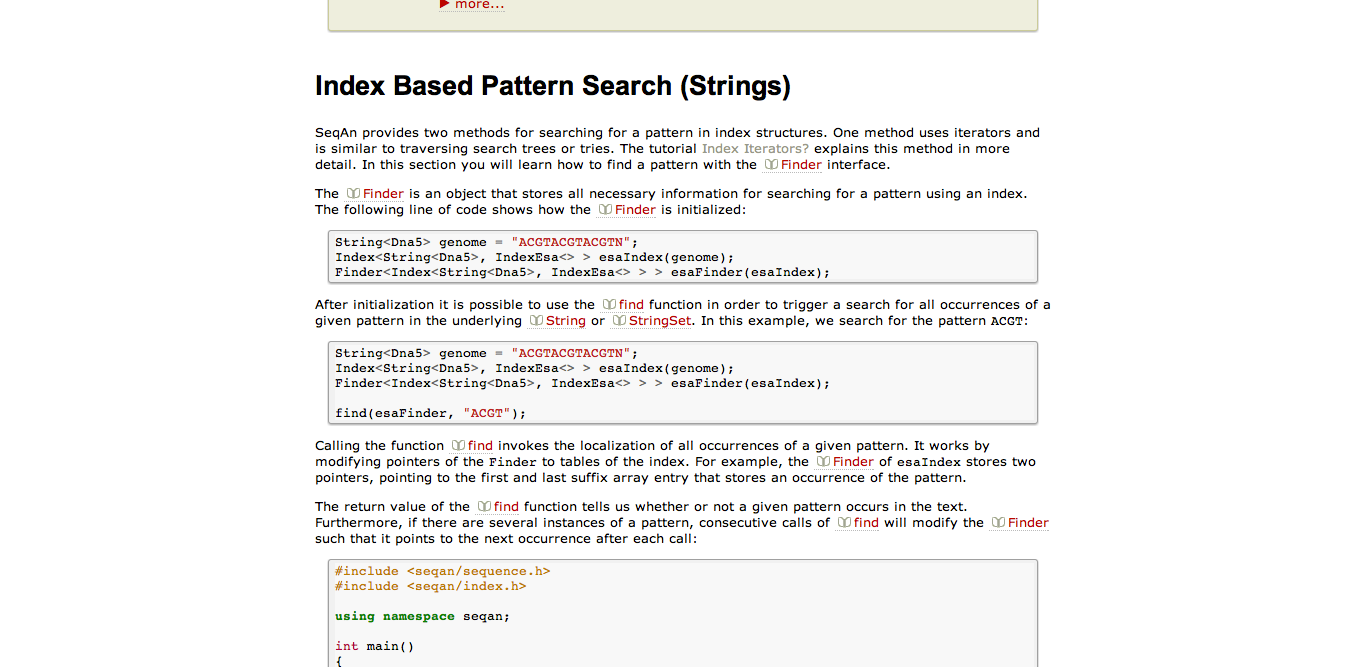 ▶ more...
Index Based Pattern Search (Strings)
SeqAn provides two methods for searching for a pattern in index structures. One method uses iterators and
is similar to traversing search trees or tries. The tutorial Index Iterators? explains this method in more
detail. In this section you will learn how to find a pattern with the Finder interface.
The Finder is an object that stores all necessary information for searching for a pattern using an index.
The following line of code shows how the Finder is initialized:
String<Dna5> genome = "ACGTACGTACGTN";
Index<String<Dna5>, IndexEsa<> > esaIndex(genome);
Finder<Index<String<Dna5>, IndexEsa<> > > esaFinder(esaIndex);
After initialization it is possible to use the find function in order to trigger a search for all occurrences of a
given pattern in the underlying String or StringSet. In this example, we search for the pattern ACGT:
String<Dna5> genome = "ACGTACGTACGTN";
Index<String<Dna5>, IndexEsa<> > esaIndex(genome);
Finder<Index<String<Dna5>, IndexEsa<> > > esaFinder(esaIndex);
find(esaFinder, "ACGT");
Calling the function find invokes the localization of all occurrences of a given pattern. It works by
modifying pointers of the Finder to tables of the index. For example, the Finder of esaIndex stores two
pointers, pointing to the first and last suffix array entry that stores an occurrence of the pattern.
The return value of the find function tells us whether or not a given pattern occurs in the text.
Furthermore, if there are several instances of a pattern, consecutive calls of find will modify the Finder
such that it points to the next occurrence after each call:
#include <seqan/sequence.h>
#include <seqan/index.h>
using namespace seqan;
int main()
{